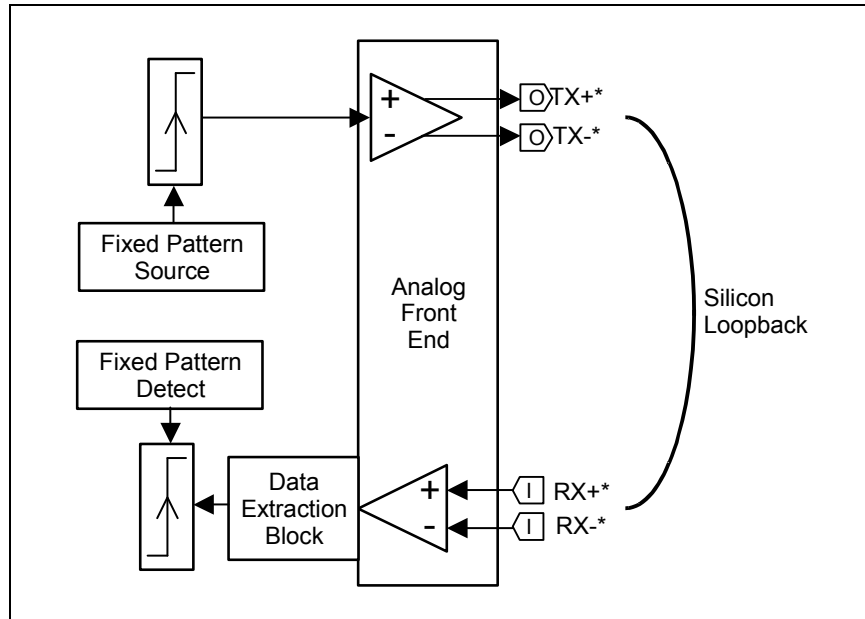 +
-
O TX+*
O TX-*
Fixed Pattern
Source
Analog
Front
End
Silicon
Loopback
Fixed Pattern
Detect
Data
Extraction
Block
+
-
I RX+*
I RX-*